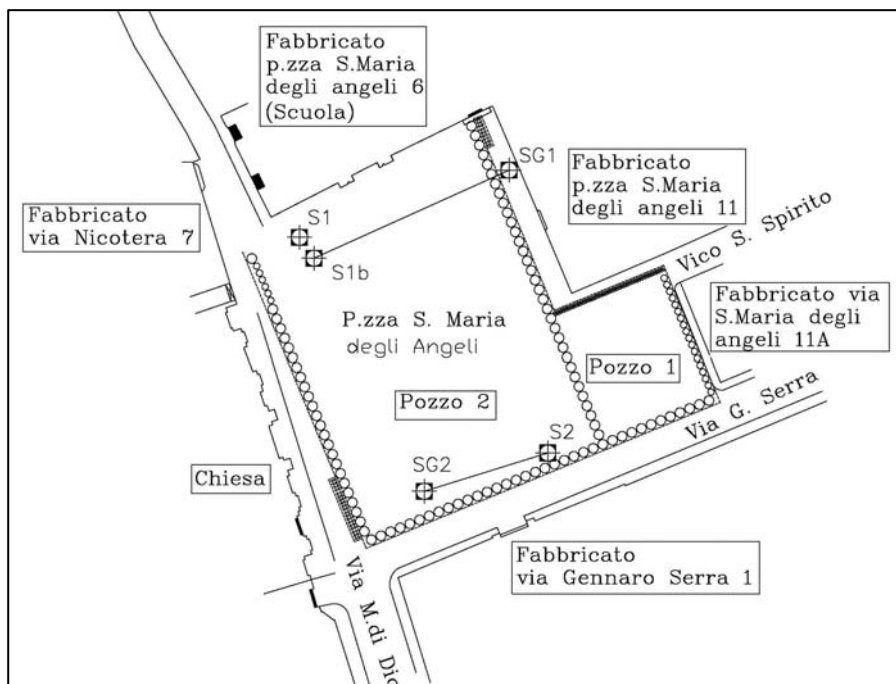 Fabbricato
p.zza S.Maria
degli angeli 6
(Scuola)
SG1
Fabbricato
p.zza S.Maria
degli angeli 11
Fabbricato
via Nicotera 7
S1
S1b
Vico S. Spirito
P.zza S. Maria
degli Angeli
Fabbricato via
S.Maria degli
angeli 11A
Pozzo 1
Pozzo 2
Via G. Serra
S2
SG2
Chiesa
Fabbricato
via Gennaro Serra 1
Via M.di Dio